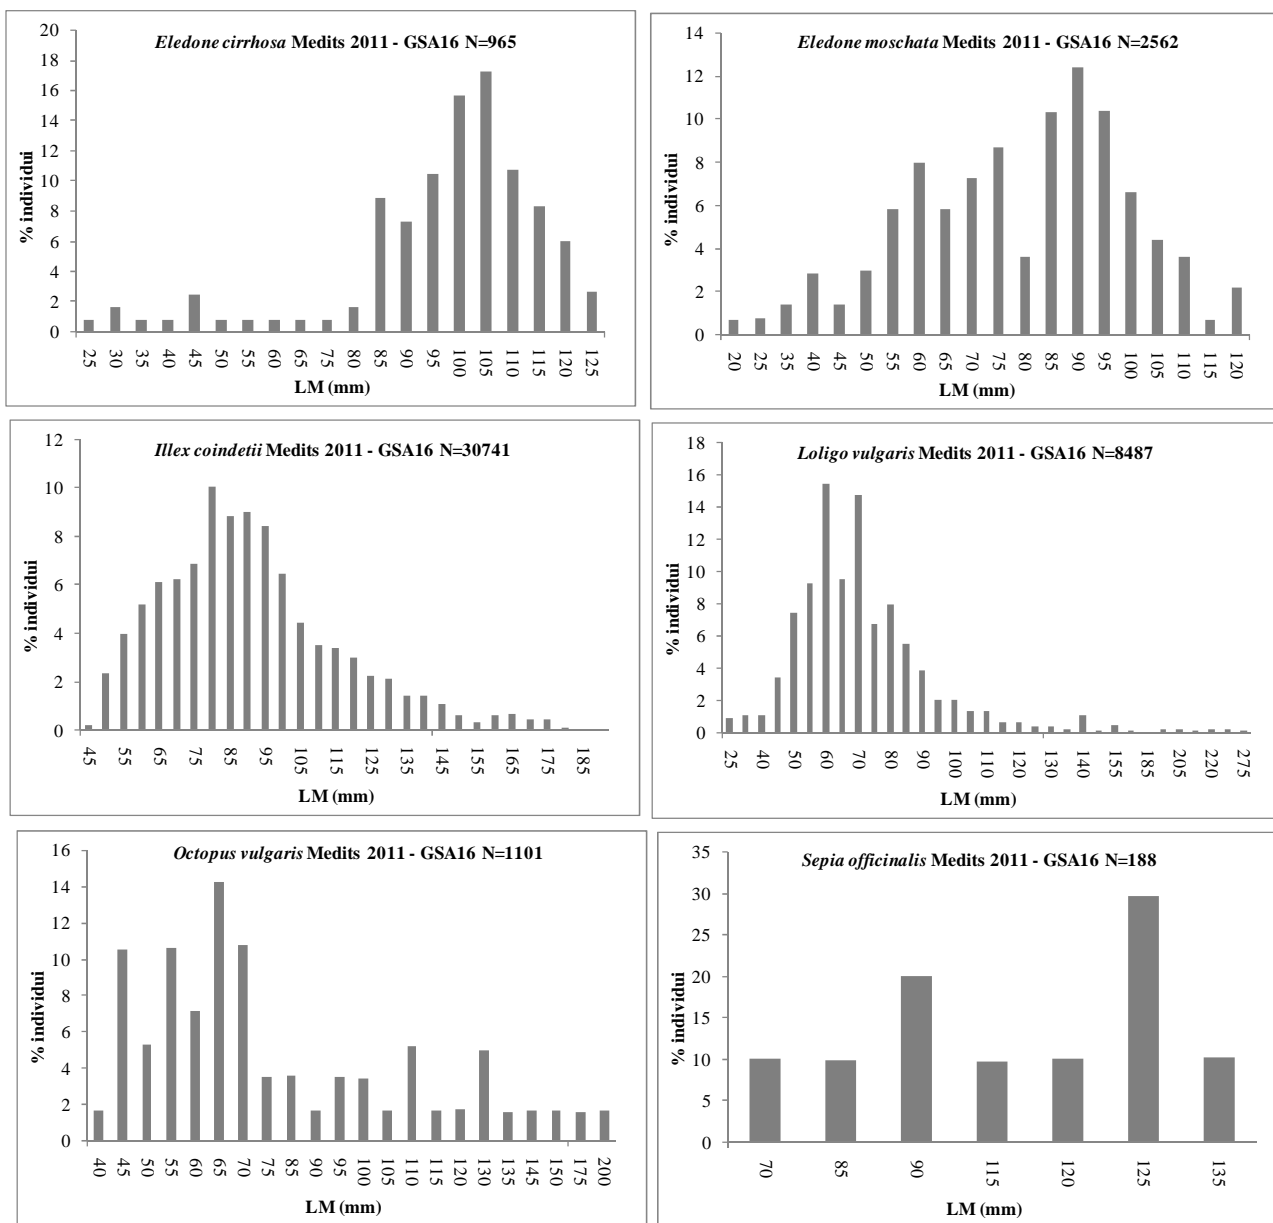 Eledone cirrhosa Medits 2011 - GSA16 N=965
% individui
20
18
16
14
12
10
8
6
4
2
0
25 30 35 40 45 50 55 60 65 75 80 85 90 95 100 105 110 115 120 125
LM (mm)
Eledone moschata Medits 2011 - GSA16 N=2562
% individui
14
12
10
8
6
4
2
0
20 25 35 40 45 50 55 60 65 70 75 80 85 90 95 100 105 110 115 120
LM (mm)
Illex coindetii Medits 2011 - GSA16 N=30741
% individui
12
10
8
6
4
2
0
45 55 65 75 85 95 105 115 125 135 145 155 165 175 185
LM (mm)
Loligo vulgaris Medits 2011 - GSA16 N=8487
% individui
18
16
14
12
10
8
6
4
2
0
25 40 50 60 70 80 90 100 110 120 130 140 155 185 205 220 275
LM (mm)
Octopus vulgaris Medits 2011 - GSA16 N=1101
% individui
16
14
12
10
8
6
4
2
0
40 45 50 55 60 65 70 75 85 90 95 100 105 110 115 120 130 135 145 150 175 200
LM (mm)
Sepia officinalis Medits 2011 - GSA16 N=188
% individui
35
30
25
20
15
10
5
0
70 85 90 115 120 125 135
LM (mm)